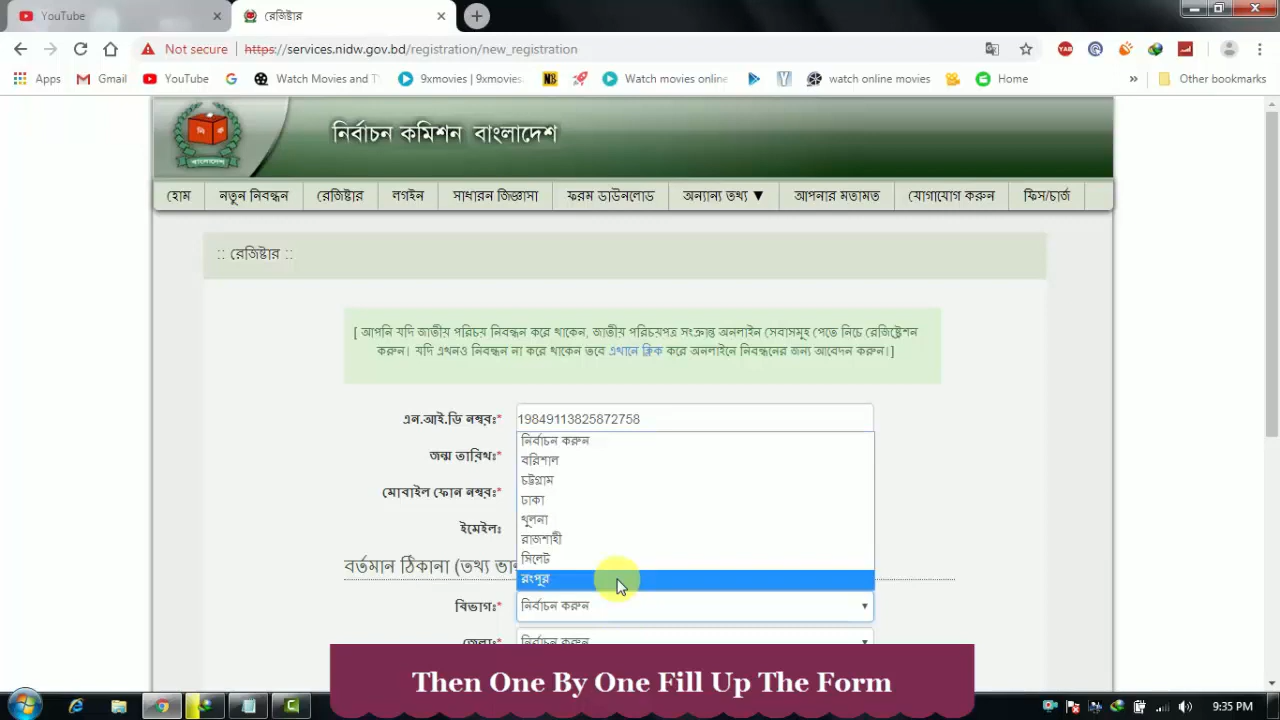 YouTube
রেজিষ্টার
Not secure
https://services.nidw.gov.bd/registration/new_registration
Apps
Gmail
YouTube
Watch Movies and T
9xmovies | 9xmovies
Watch movies online
watch online movies
Home
»
Other bookmarks
নির্বাচন কমিশন বাংলাদেশ
হোম
নতুন নিবন্ধন
রেজিষ্টার
লগইন
সাধারন জিজ্ঞাসা
ফরম ডাউনলোড
অন্যান্য তথ্য ▼
আপনার মতামত
যোগাযোগ করুন
ফিস/চার্জ
:: রেজিষ্টার ::
[ আপনি যদি জাতীয় পরিচয় নিবন্ধন করে থাকেন, জাতীয় পরিচয়পত্র সংক্রান্ত অনলাইন সেবাসমূহ পেতে নিচে রেজিষ্ট্রেশন
করুন। যদি এখনও নিবন্ধন না করে থাকেন তবে এখানে ক্লিক করে অনলাইনে নিবন্ধনের জন্য আবেদন করুন।]
এন.আই.ডি নম্বরঃ* 19849113825872758
নির্বাচন করুন
জন্ম তারিখঃ* বরিশাল
চট্টগ্রাম
মোবাইল ফোন নম্বরঃ* ঢাকা
খুলনা
ইমেইলঃ রাজশাহী
সিলেট
বর্তমান ঠিকানা (তথ্য
রংপুর
বিভাগঃ* নির্বাচন করুন
জেলাঃ* নির্বাচন করুন
Then One By One Fill Up The Form
9:35 PM